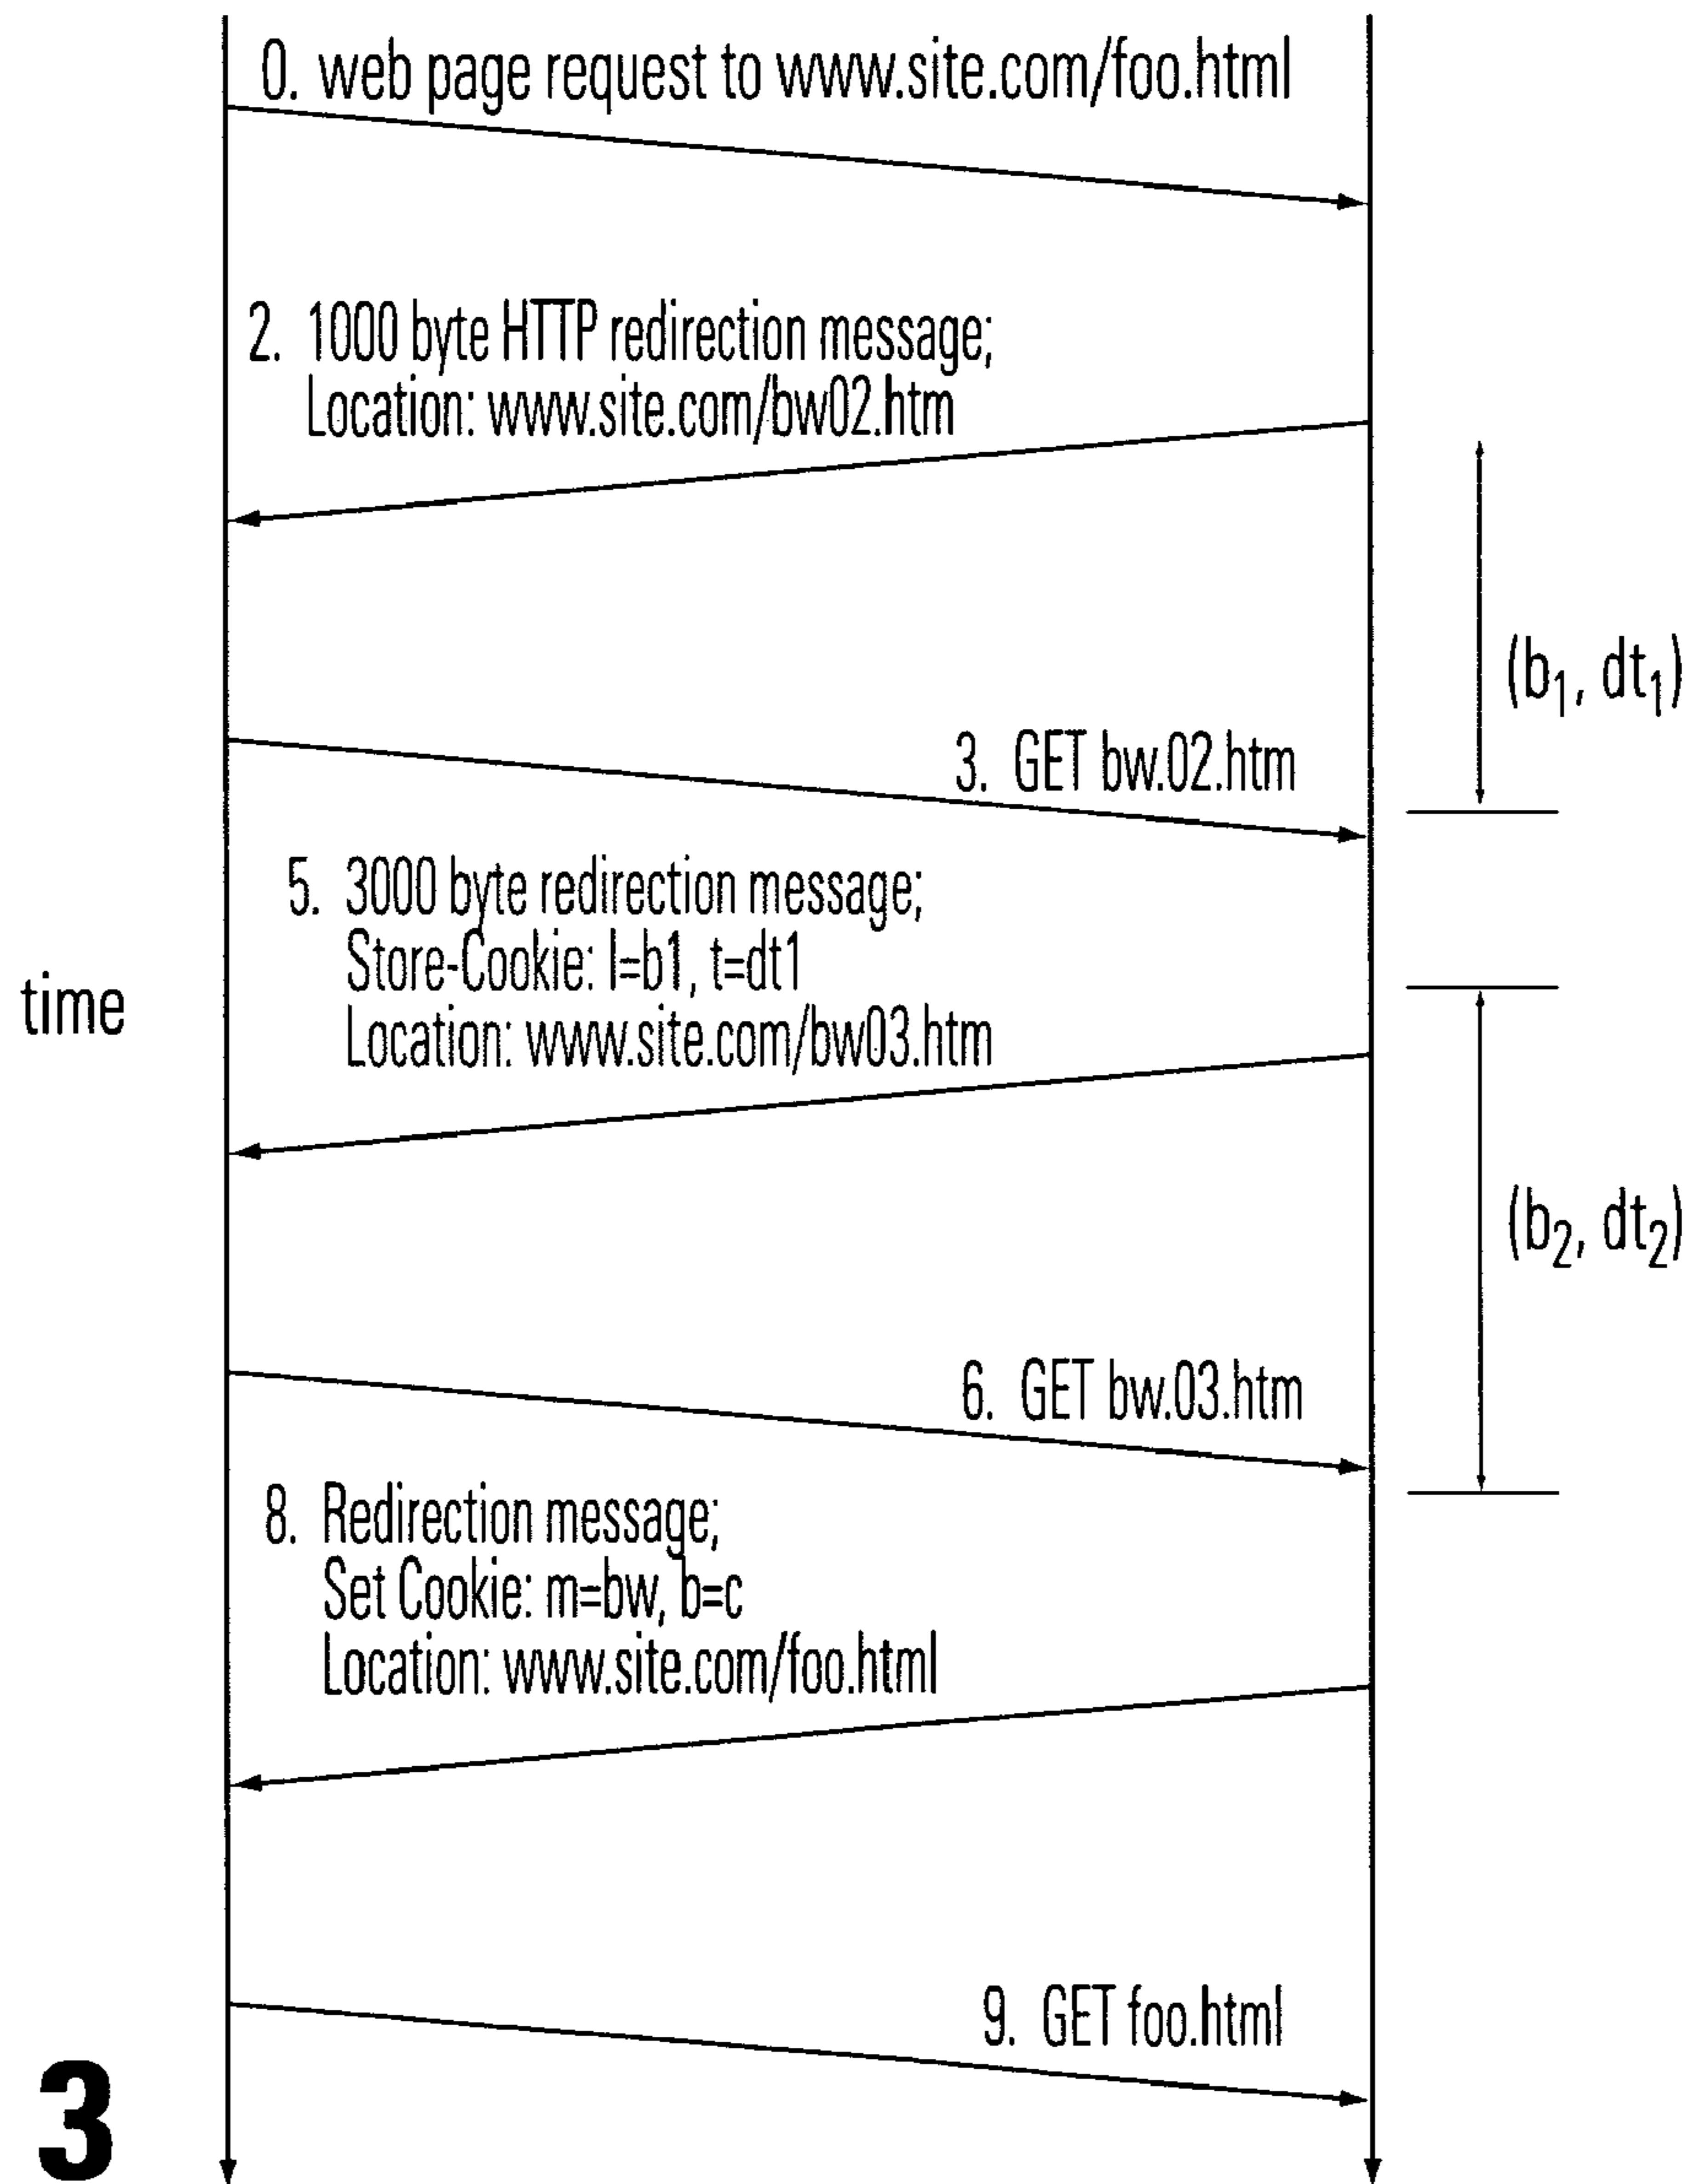 0. web page request to www.site.com/foo.html
2. 1000 byte HTTP redirection message;
Location: www.site.com/bw02.htm
(b1, dt1)
3. GET bw.02.htm
5. 3000 byte redirection message;
Store-Cookie: l=b1, t=dt1
Location: www.site.com/bw03.htm
time
(b2, dt2)
6. GET bw.03.htm
8. Redirection message;
Set Cookie: m=bw, b=c
Location: www.site.com/foo.html
9. GET foo.html
3